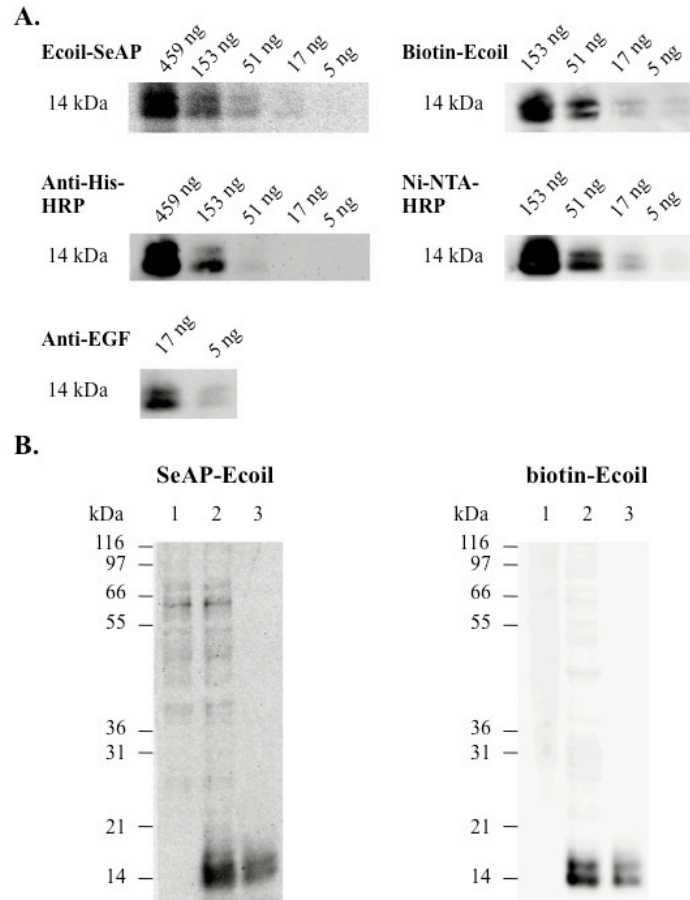 A.
Ecoil-SeAP
459 ng
153 ng
51 ng
17 ng
5 ng
14 kDa
Biotin-Ecoil
153 ng
51 ng
17 ng
5 ng
14 kDa
Anti-His-
HRP
459 ng
153 ng
51 ng
17 ng
5 ng
14 kDa
Ni-NTA-
HRP
153 ng
51 ng
17 ng
5 ng
14 kDa
Anti-EGF
17 ng
5 ng
14 kDa
B.
SeAP-Ecoil
kDa 1 2 3
116
97
66
55
36
31
21
14
biotin-Ecoil
kDa 1 2 3
116
97
66
55
36
31
21
14